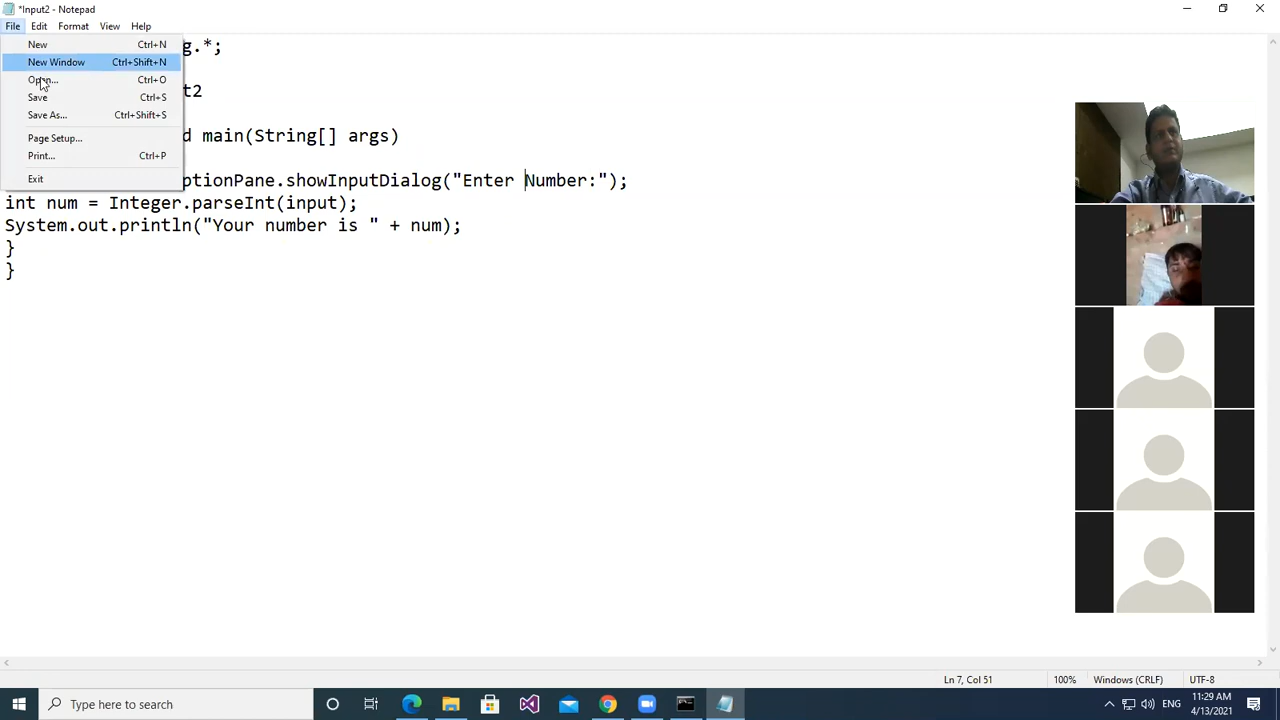 *Input2 - Notepad
File Edit Format View Help
New Ctrl+N
New Window Ctrl+Shift+N
Open... Ctrl+O
Save Ctrl+S
Save As... Ctrl+Shift+S
Page Setup...
Print... Ctrl+P
Exit
g.*;
t2
d main(String[] args)
ptionPane.showInputDialog("Enter Number:");
int num = Integer.parseInt(input);
System.out.println("Your number is " + num);
}
}
Ln 7, Col 51 100% Windows (CRLF) UTF-8
Type here to search
ENG
11:29 AM
4/13/2021